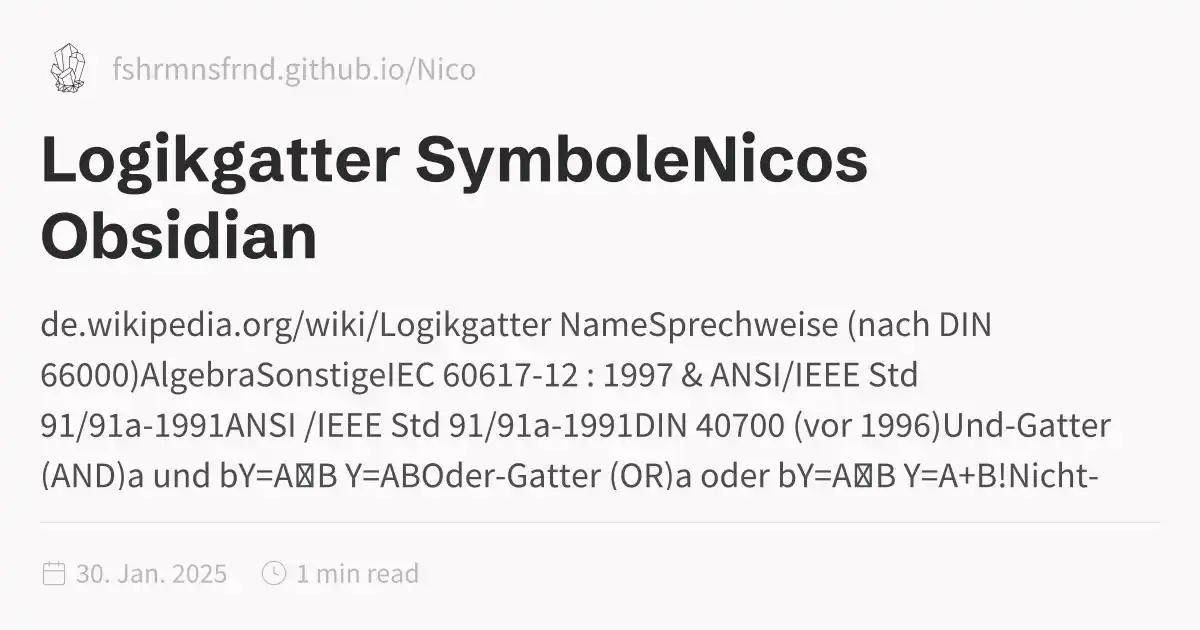 fshrmnsfrnd.github.io/Nico
Logikgatter SymboleNicos
Obsidian
de.wikipedia.org/wiki/Logikgatter NameSprechweise (nach DIN
66000)AlgebraSonstigeIEC 60617-12 : 1997 & ANSI/IEEE Std
91/91a-1991ANSI /IEEE Std 91/91a-1991DIN 40700 (vor 1996)Und-Gatter
(AND)a und bY=A▯B Y=ABOder-Gatter (OR)a oder bY=A▯B Y=A+B!Nicht-
30. Jan. 2025
1 min read